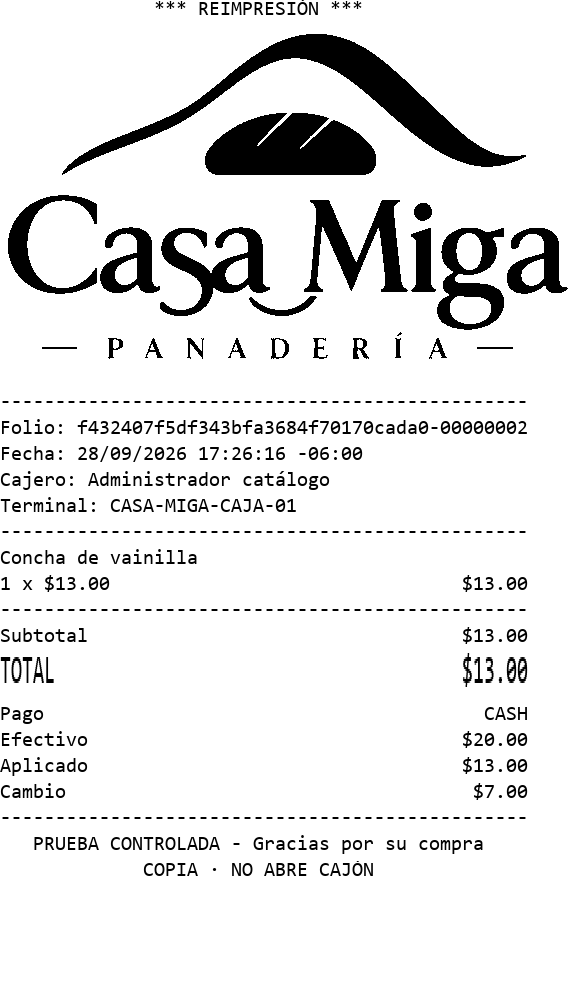 *** REIMPRESIÓN ***
Casa Miga
PANADERÍA
------------------------------------------------
Folio: f432407f5df343bfa3684f70170cada0-00000002
Fecha: 28/09/2026 17:26:16 -06:00
Cajero: Administrador catálogo
Terminal: CASA-MIGA-CAJA-01
------------------------------------------------
Concha de vainilla
1 x $13.00 $13.00
------------------------------------------------
Subtotal $13.00
TOTAL $13.00
Pago CASH
Efectivo $20.00
Aplicado $13.00
Cambio $7.00
------------------------------------------------
PRUEBA CONTROLADA - Gracias por su compra
COPIA · NO ABRE CAJÓN